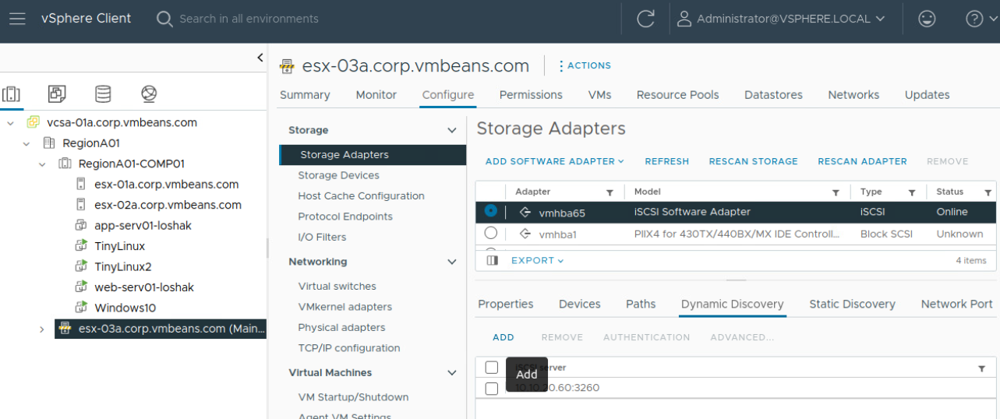 vSphere Client
Search in all environments
Administrator@VSPHERE.LOCAL
?
esx-03a.corp.vmbeans.com
ACTIONS
Summary Monitor Configure Permissions VMs Resource Pools Datastores Networks Updates
vcsa-01a.corp.vmbeans.com
RegionA01
RegionA01-COMP01
esx-01a.corp.vmbeans.com
esx-02a.corp.vmbeans.com
app-serv01-loshak
TinyLinux
TinyLinux2
web-serv01-loshak
Windows10
esx-03a.corp.vmbeans.com (Main...
Storage
Storage Adapters
Storage Devices
Host Cache Configuration
Protocol Endpoints
I/O Filters
Networking
Virtual switches
VMkernel adapters
Physical adapters
TCP/IP configuration
Virtual Machines
VM Startup/Shutdown
Agent VM Settings
Storage Adapters
ADD SOFTWARE ADAPTER REFRESH RESCAN STORAGE RESCAN ADAPTER REMOVE
Adapter Model Type Status
vmhba65 iSCSI Software Adapter iSCSI Online
vmhba1 PIIX4 for 430TX/440BX/MX IDE Controll... Block SCSI Unknown
EXPORT 4 items
Properties Devices Paths Dynamic Discovery Static Discovery Network Port
ADD REMOVE AUTHENTICATION ADVANCED...
iSCSI server
Add
10.10.20.60:3260